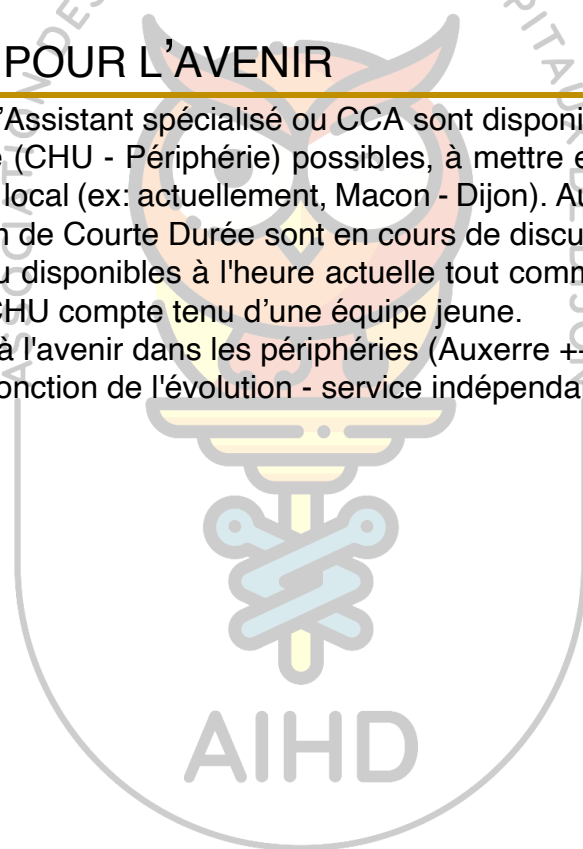 POUR L’AVENIR
’Assistant spécialisé ou CCA sont disponi
(CHU - Périphérie) possibles, à mettre
local (ex: actuellement, Macon - Dijon). Au
de Courte Durée sont en cours de discu
disponibles à l'heure actuelle tout comm
CHU compte tenu d’une équipe jeune.
à l'avenir dans les périphéries (Auxerre +
onction de l'évolution - service indépenda
AIHD